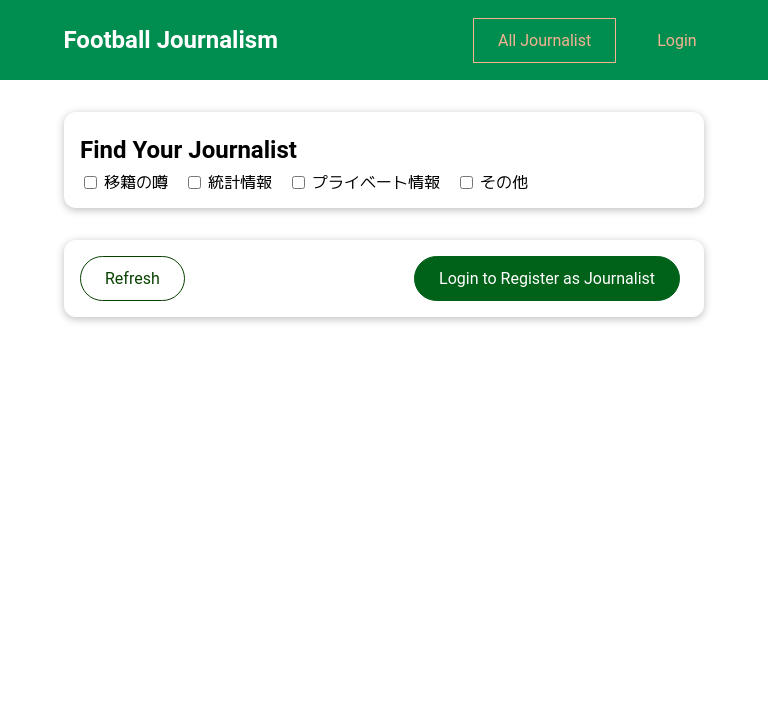 Football Journalism
All Journalist
Login
Find Your Journalist
移籍の噂 統計情報 プライベート情報 その他
Refresh
Login to Register as Journalist